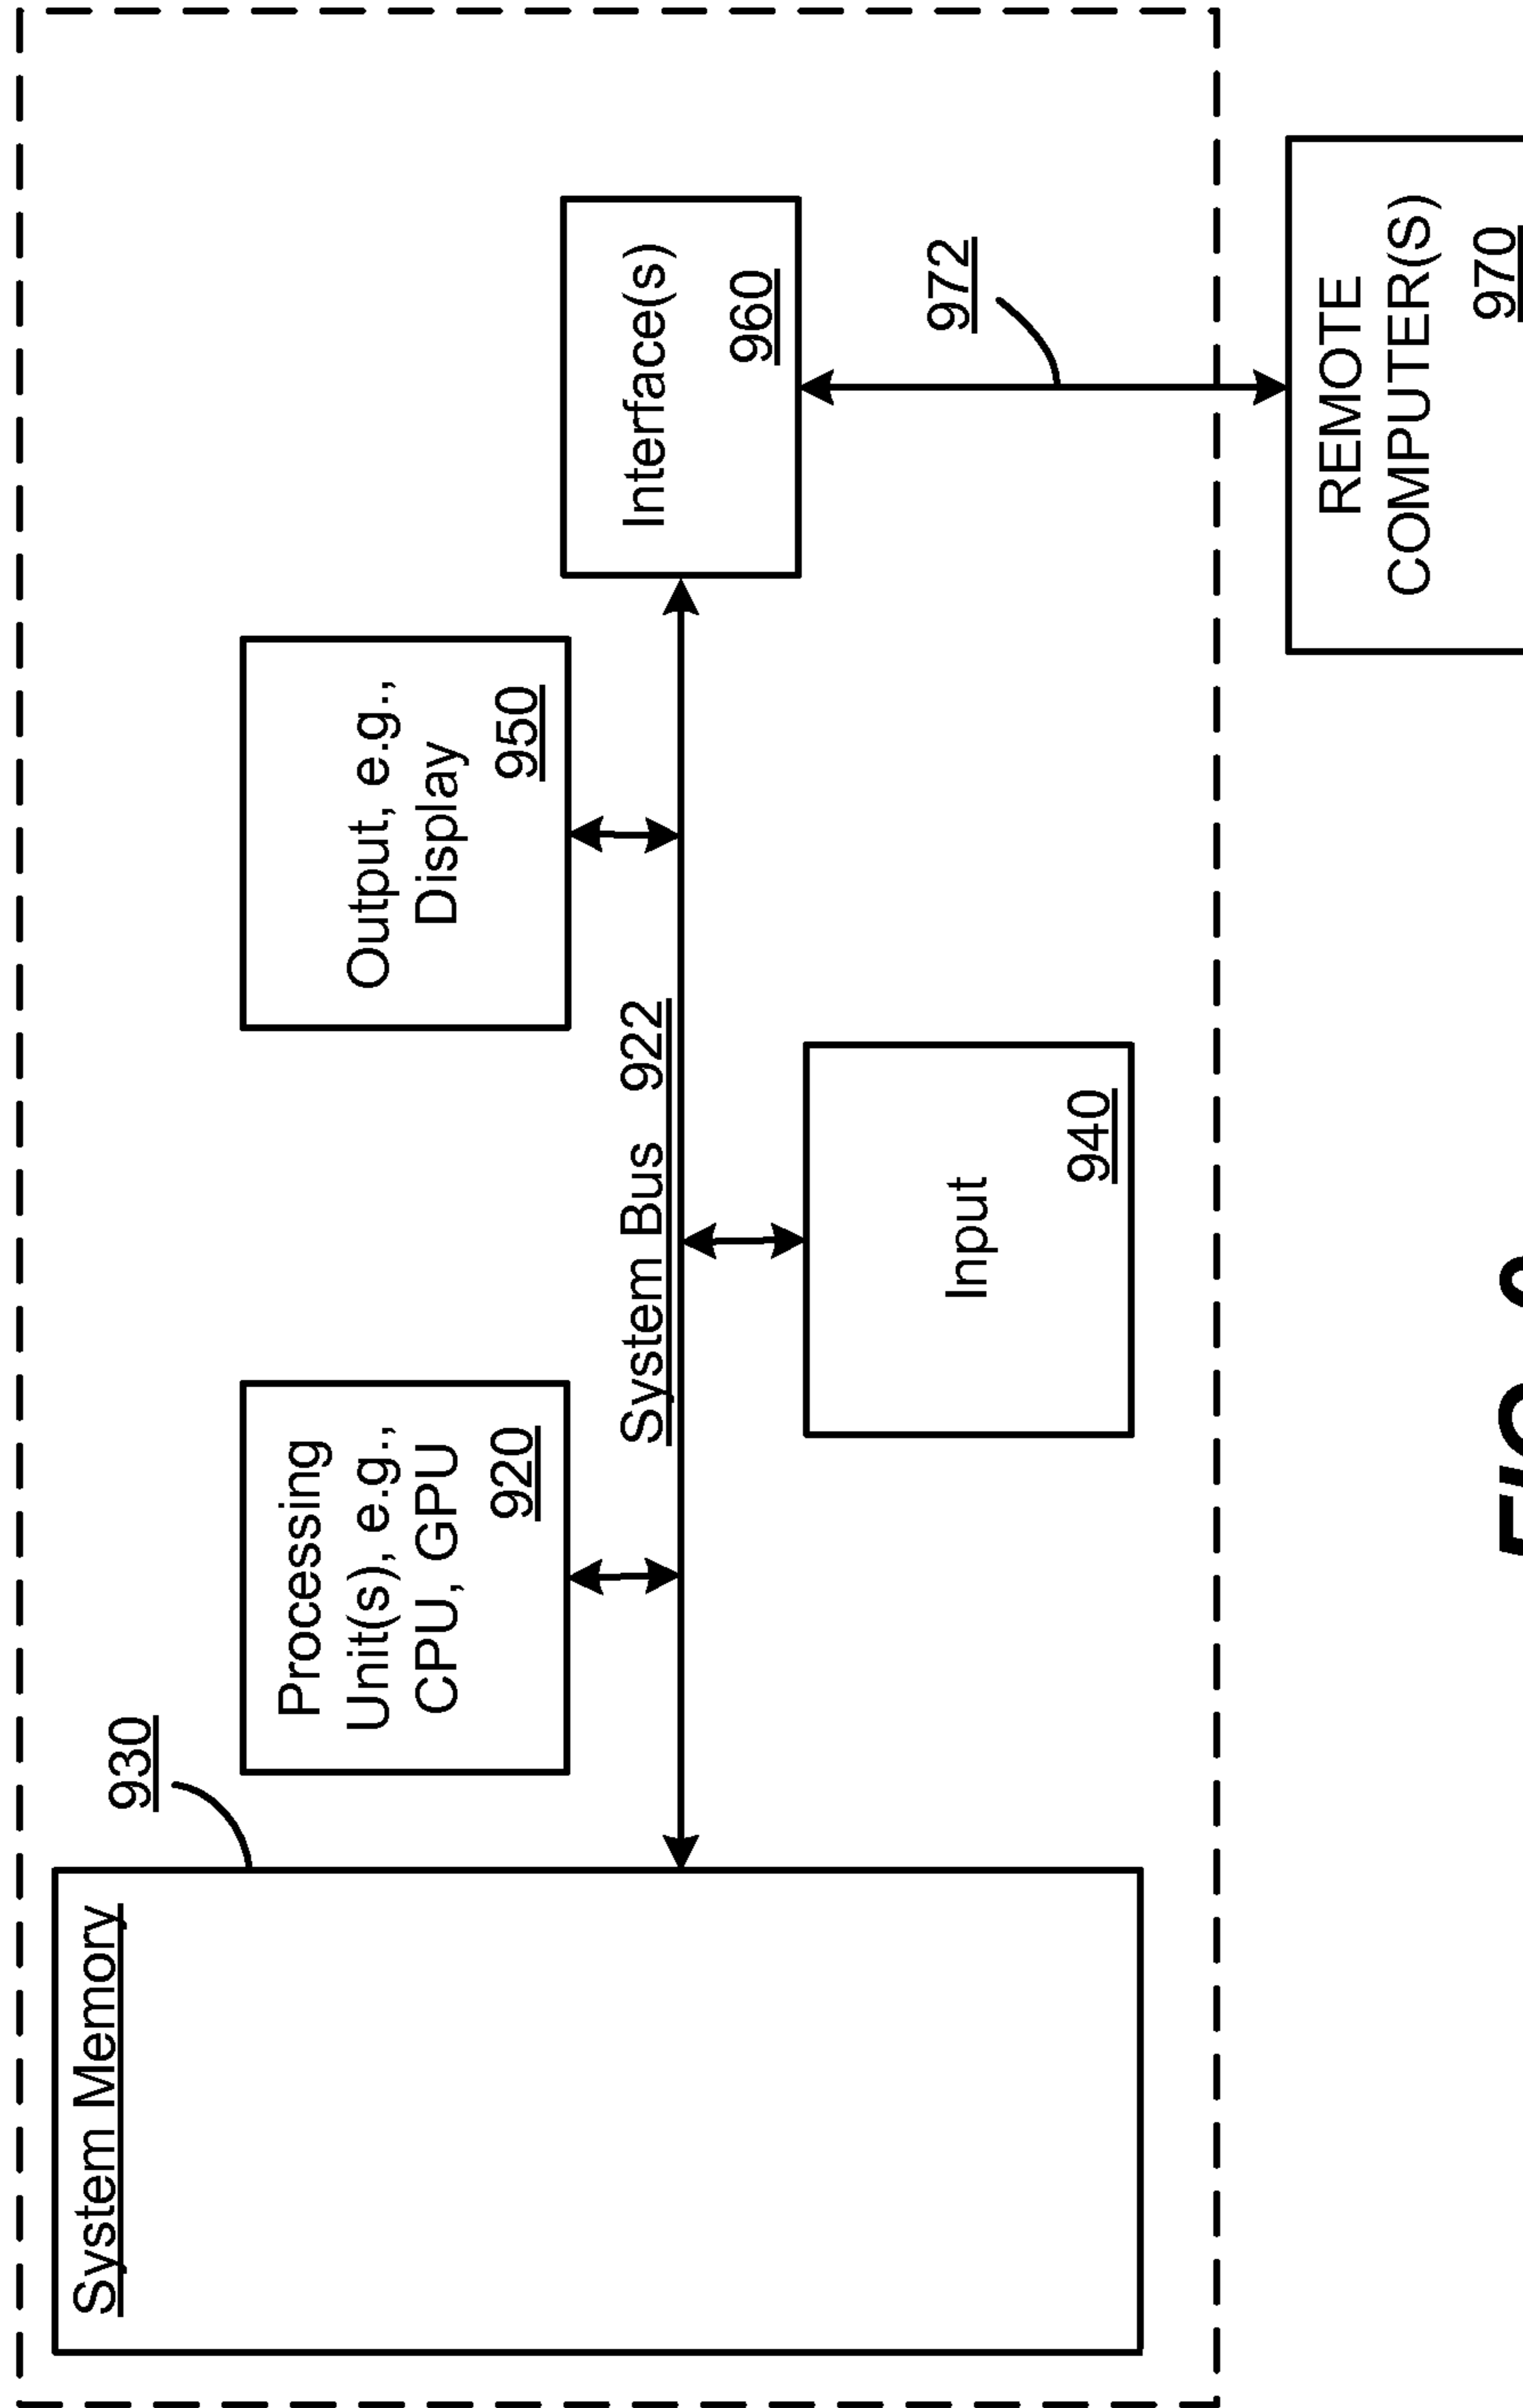 System Memory
930
Processing
Unit(s), e.g.,
CPU, GPU
920
Output, e.g.,
Display
950
System Bus 922
Interface(s)
960
972
Input
940
REMOTE
COMPUTER(S)
970